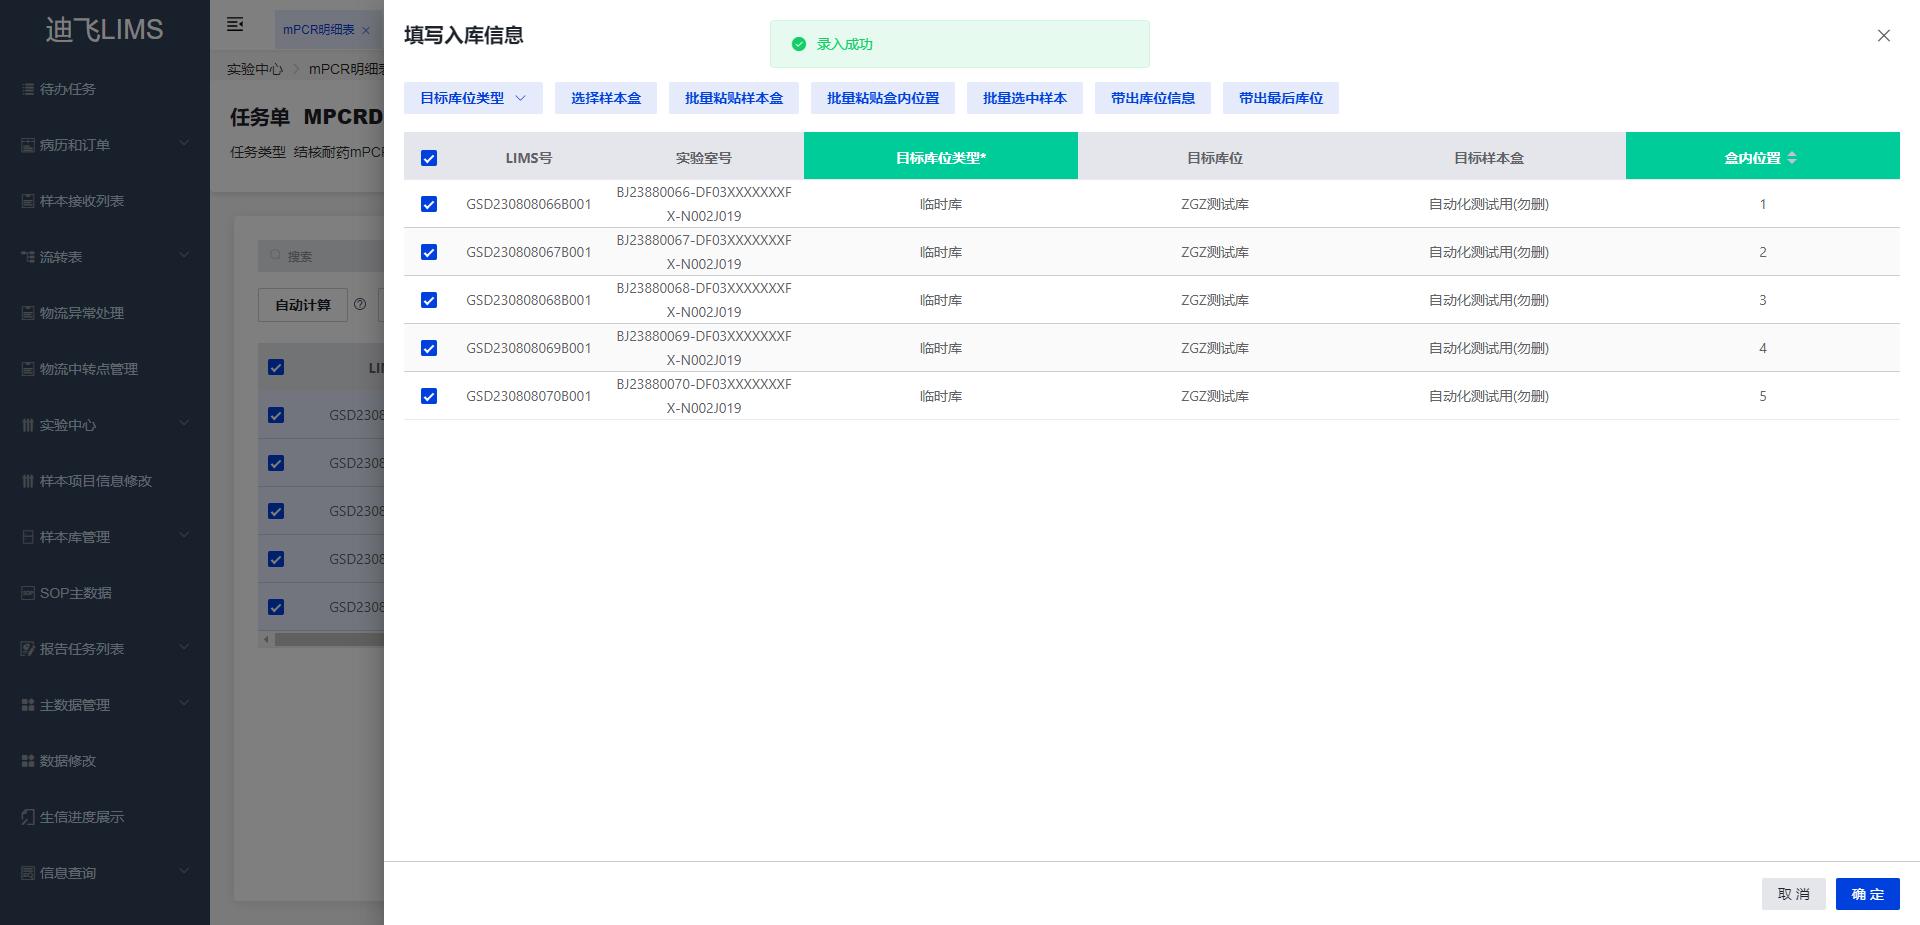 迪飞LIMS
待办任务
病历和订单
样本接收列表
流转表
物流异常处理
物流中转点管理
实验中心
样本项目信息修改
样本库管理
SOP主数据
报告任务列表
主数据管理
数据修改
生信进度展示
信息查询
mPCR明细表
实验中心 mPCR明细表
任务单 MPCRD
任务类型 结核耐药mPCR
搜索
自动计算
LI
GSD2308
GSD2308
GSD2308
GSD2308
GSD2308
填写入库信息
录入成功
目标库位类型 选择样本盒 批量粘贴样本盒 批量粘贴盒内位置 批量选中样本 带出库位信息 带出最后库位
LIMS号 实验室号 目标库位类型* 目标库位 目标样本盒 盒内位置
GSD230808066B001 BJ23880066-DF03XXXXXXXF 临时库 ZGZ测试库 自动化测试用(勿删) 1
X-N002J019
GSD230808067B001 BJ23880067-DF03XXXXXXXF 临时库 ZGZ测试库 自动化测试用(勿删) 2
X-N002J019
GSD230808068B001 BJ23880068-DF03XXXXXXXF 临时库 ZGZ测试库 自动化测试用(勿删) 3
X-N002J019
GSD230808069B001 BJ23880069-DF03XXXXXXXF 临时库 ZGZ测试库 自动化测试用(勿删) 4
X-N002J019
GSD230808070B001 BJ23880070-DF03XXXXXXXF 临时库 ZGZ测试库 自动化测试用(勿删) 5
X-N002J019
取消 确定